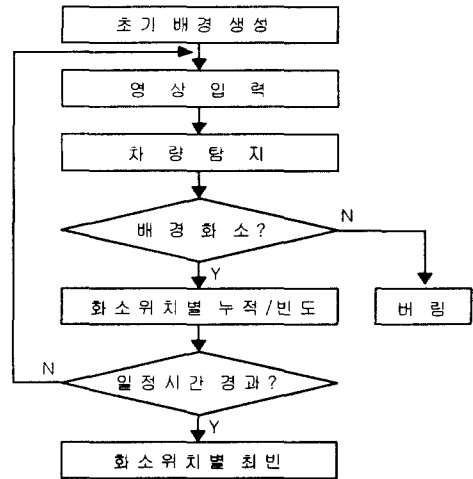 초기 배경 생성
영상입력
차량탐지
배경화소?
N
Y
화소위치별 누적/빈도
버림
N
일정시간 경과?
Y
화소위치별 최빈